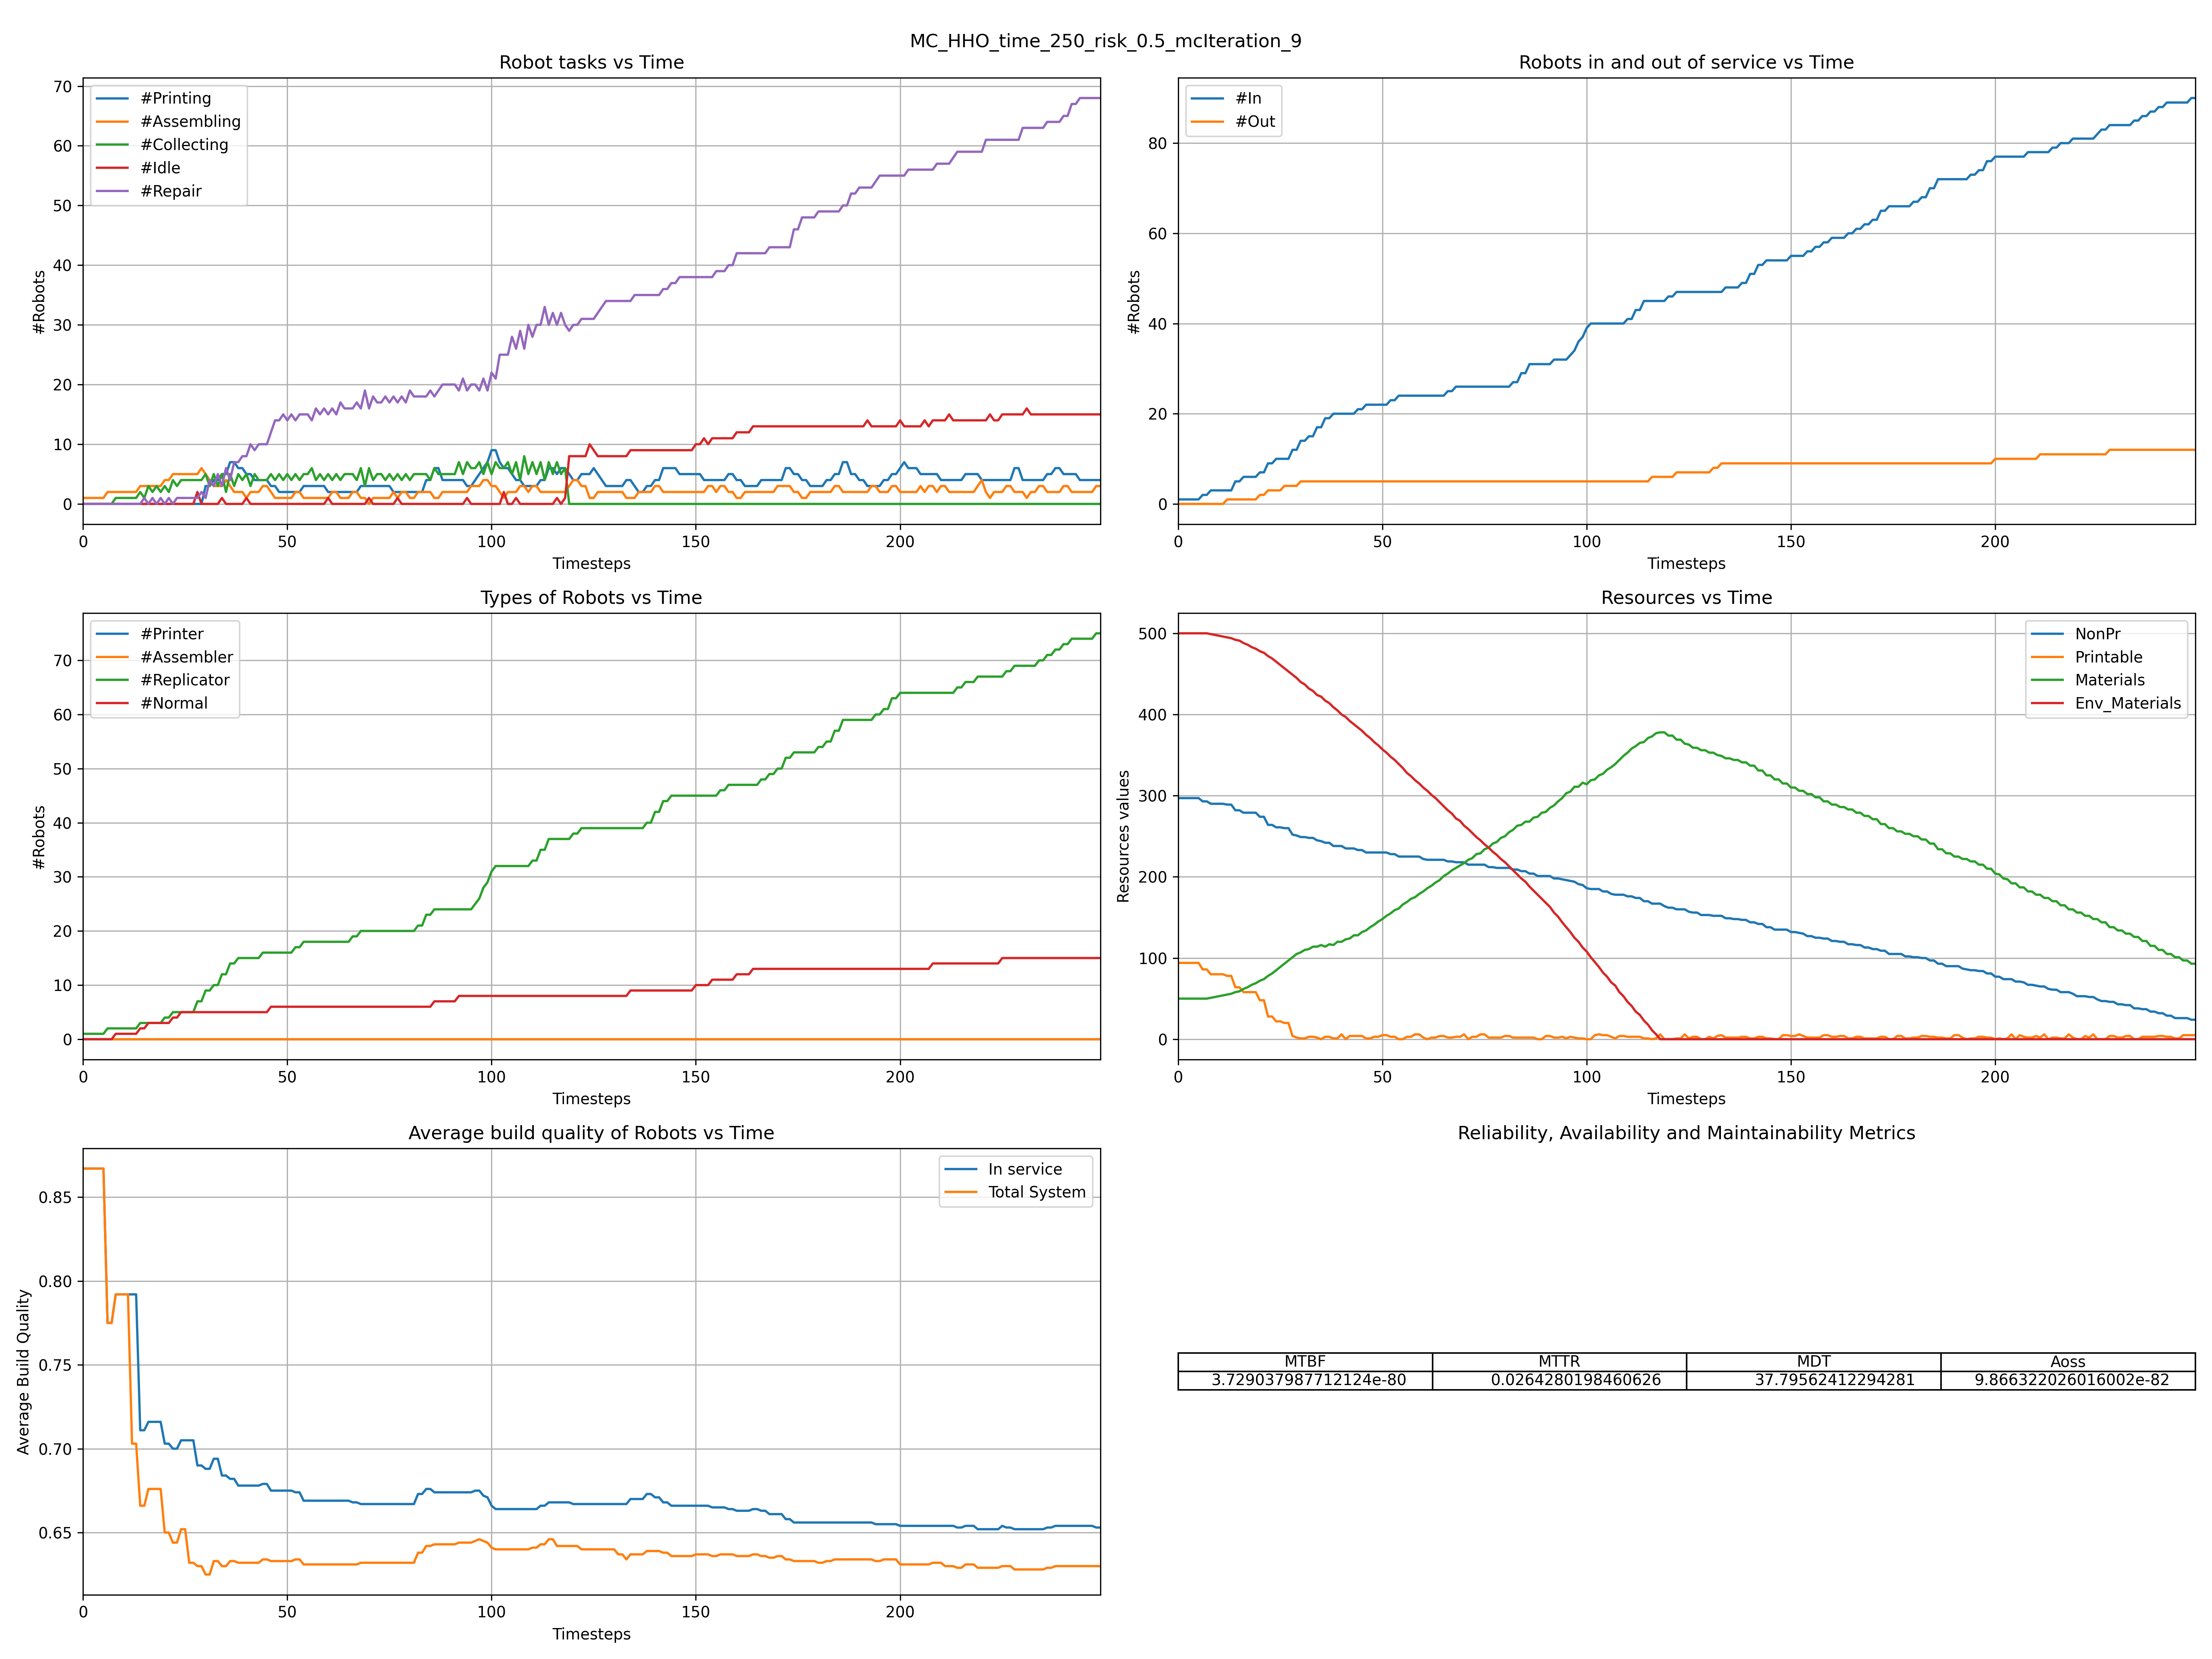 MC_HHO_time_250_risk_0.5_mcIteration_9
Robot tasks vs Time
70
60
50
40
30
20
10
0
#Robots
#Printing
#Assembling
#Collecting
#Idle
#Repair
0 50 100 150 200
Timesteps
Robots in and out of service vs Time
80
60
40
20
0
#Robots
#In
#Out
0 50 100 150 200
Timesteps
Types of Robots vs Time
70
60
50
40
30
20
10
0
#Robots
#Printer
#Assembler
#Replicator
#Normal
0 50 100 150 200
Timesteps
Resources vs Time
500
400
300
200
100
0
Resources values
NonPr
Printable
Materials
Env_Materials
0 50 100 150 200
Timesteps
Average build quality of Robots vs Time
0.85
0.80
0.75
0.70
0.65
Average Build Quality
In service
Total System
0 50 100 150 200
Timesteps
Reliability, Availability and Maintainability Metrics
MTBF MTTR MDT Aoss
3.729037987712124e-80 0.0264280198460626 37.79562412294281 9.866322026016002e-82